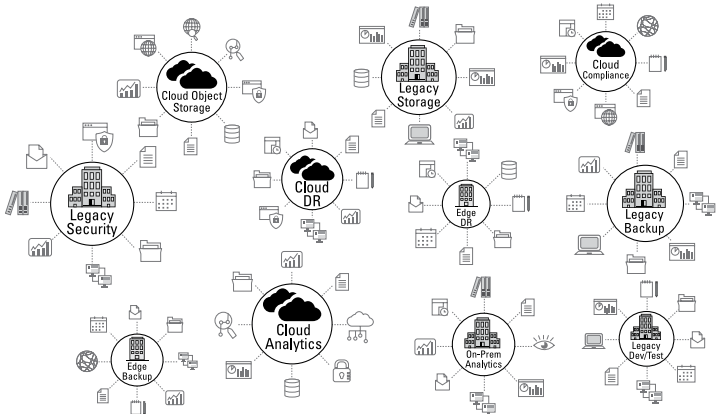 Cloud Object
Storage
Legacy
Storage
Cloud
Compliance
Legacy
Security
Cloud
DR
Edge
DR
Legacy
Backup
Edge
Backup
Cloud
Analytics
On-Prem
Analytics
Legacy
Dev/Test